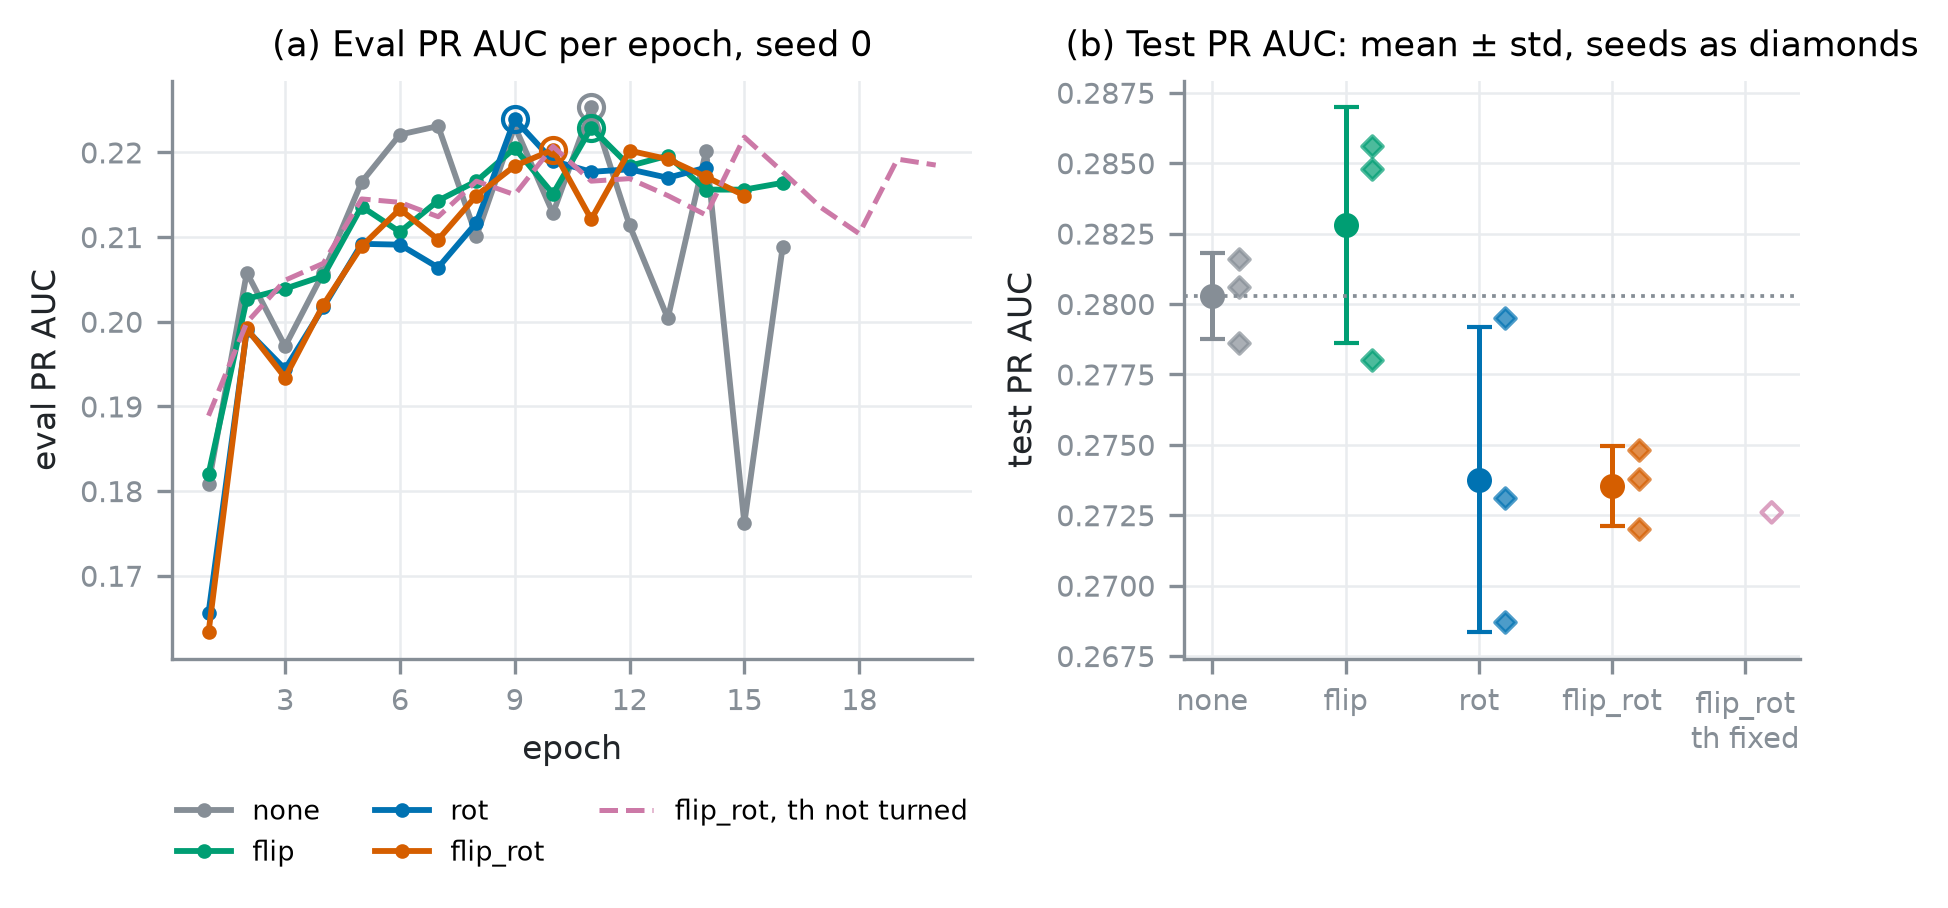 (a) Eval PR AUC per epoch, seed 0
eval PR AUC
0.22
0.21
0.20
0.19
0.18
0.17
3 6 9 12 15 18
epoch
none rot flip_rot, th not turned
flip flip_rot
(b) Test PR AUC: mean ± std, seeds as diamonds
test PR AUC
0.2875
0.2850
0.2825
0.2800
0.2775
0.2750
0.2725
0.2700
0.2675
none flip rot flip_rot flip_rot
th fixed